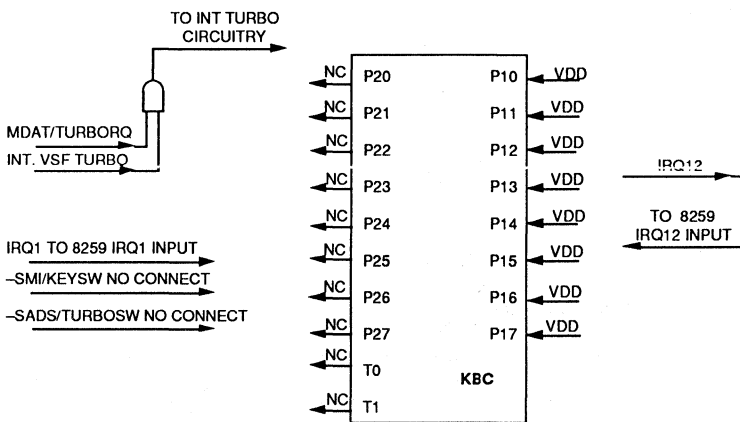 TO INT TURBO
CIRCUITRY
MDAT/TURBORQ
INT. VSF TURBO
IRQ1 TO 8259 IRQ1 INPUT
–SMI/KEYSW NO CONNECT
–SADS/TURBOSW NO CONNECT
NC P20 P10 VDD
NC P21 P11 VDD
NC P22 P12 VDD
NC P23 P13 VDD
NC P24 P14 VDD
NC P25 P15 VDD
NC P26 P16 VDD
NC P27 P17 VDD
NC T0
KBC
NC T1
IRQ12
TO 8259
IRQ12 INPUT